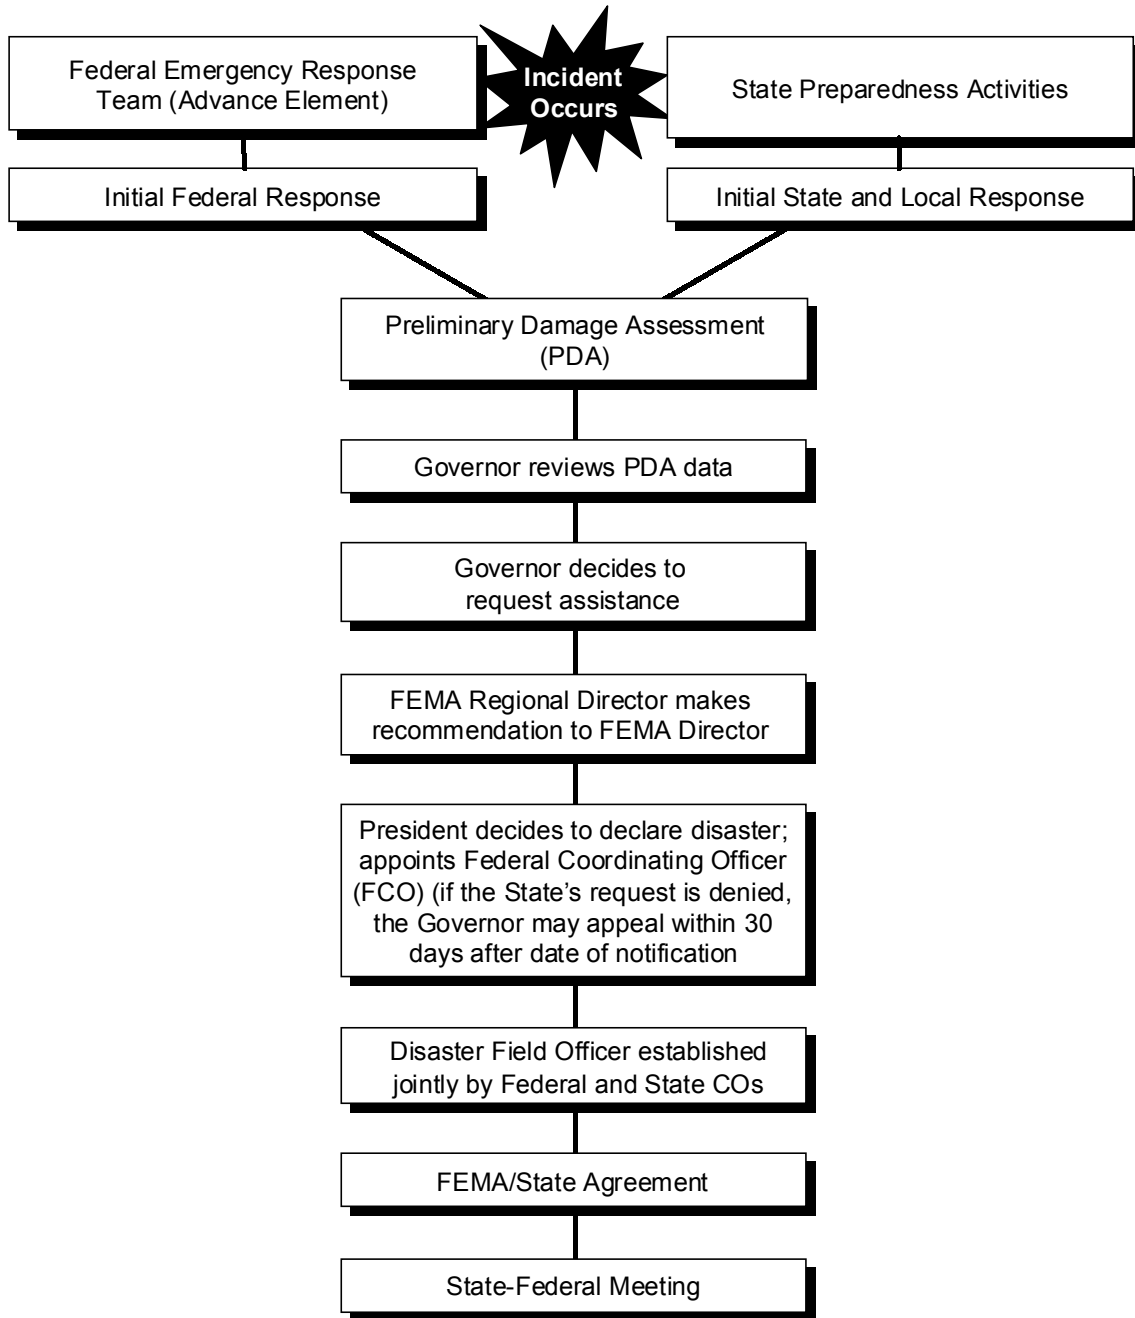 Federal Emergency Response
Team (Advance Element)
Incident
Occurs
State Preparedness Activities
Initial Federal Response
Initial State and Local Response
Preliminary Damage Assessment
(PDA)
Governor reviews PDA data
Governor decides to
request assistance
FEMA Regional Director makes
recommendation to FEMA Director
President decides to declare disaster;
appoints Federal Coordinating Officer
(FCO) (if the State’s request is denied,
the Governor may appeal within 30
days after date of notification
Disaster Field Officer established
jointly by Federal and State COs
FEMA/State Agreement
State-Federal Meeting